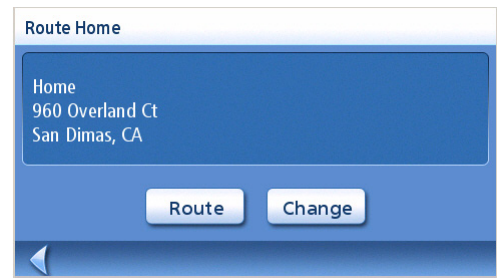 Route Home
Home
960 Overland Ct
San Dimas, CA
Route Change